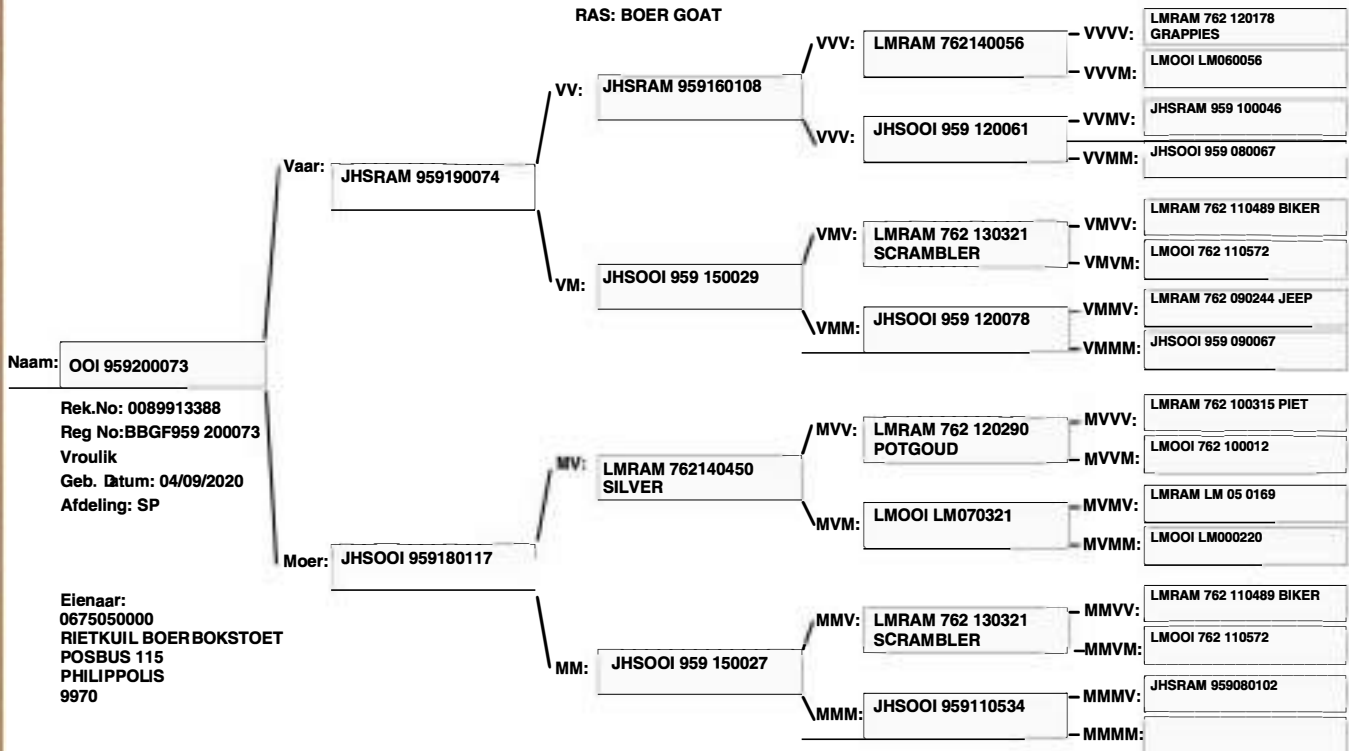 RAS: BOER GOAT
Naam: OOI 959200073
Rek.No: 0089913388
Reg No:BBGF959 200073
Vroulik
Geb. Datum: 04/09/2020
Afdeling: SP
Eienaar:
0675050000
RIETKUIL BOERBOKSTOET
POSBUS 115
PHILIPPOLIS
9970
Vaar: JHSRAM 959190074
Moer: JHSOOI 959180117
VV: JHSRAM 959160108
VM: JHSOOI 959 150029
MV: LMRAM 762140450
SILVER
MM: JHSOOI 959 150027
VVV: LMRAM 762140056
VVV: JHSOOI 959 120061
VMV: LMRAM 762 130321
SCRAMBLER
VMM: JHSOOI 959 120078
MVV: LMRAM 762 120290
POTGOUD
MVM: LMOOI LM070321
MMV: LMRAM 762 130321
SCRAMBLER
MMM: JHSOOI 959110534
VVVV: LMRAM 762 120178
GRAPPIES
VVVM: LMOOI LM060056
VVMV: JHSRAM 959 100046
VVMM: JHSOOI 959 080067
VMVV: LMRAM 762 110489 BIKER
VMVM: LMOOI 762 110572
VMMV: LMRAM 762 090244 JEEP
VMMM: JHSOOI 959 090067
MVVV: LMRAM 762 100315 PIET
MVVM: LMOOI 762 100012
MVMV: LMRAM LM 05 0169
MVMM: LMOOI LM000220
MMVV: LMRAM 762 110489 BIKER
MMVM: LMOOI 762 110572
MMMV: JHSRAM 959080102
MMMM: